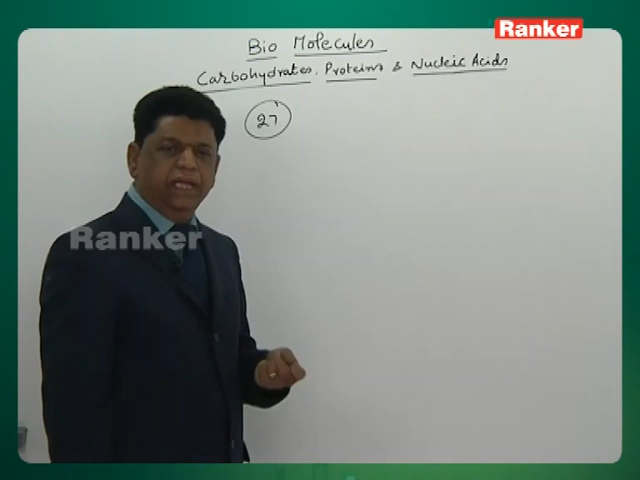 Ranker
Bio Molecules
Carbohydrates, Proteins & Nucleic Acids
27
Ranker